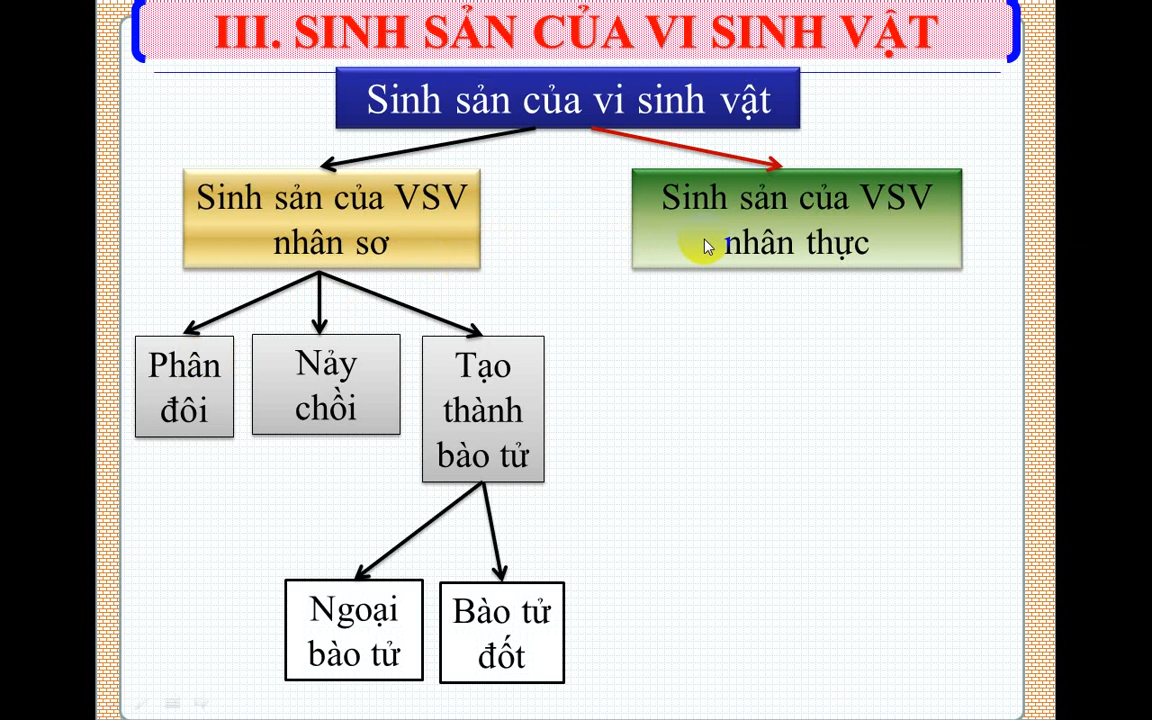 III. SINH SẢN CỦA VI SINH VẬT
Sinh sản của vi sinh vật
Sinh sản của VSV
nhân sơ
Sinh sản của VSV
nhân thực
Phân
đôi
Nảy
chồi
Tạo
thành
bào tử
Ngoại
bào tử
Bào tử
đốt